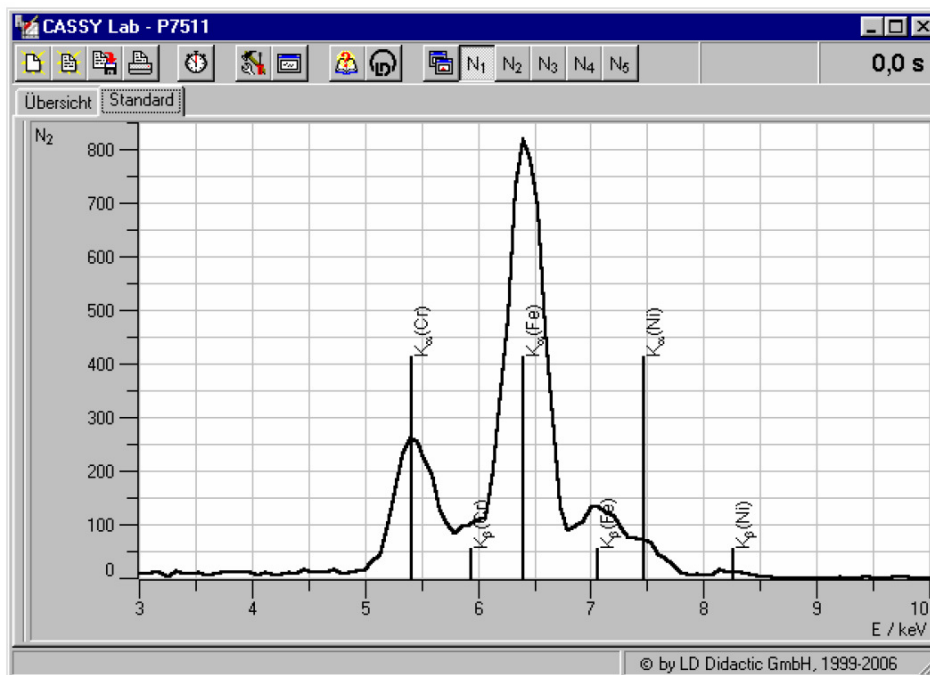 CASSY Lab - P7511
N₁ N₂ N₃ N₄ N₅ 0,0 s
Übersicht Standard
N₂
800
700
600
500
400
300
200
100
0
Kα(Cr)
Kβ(Cr)
Kα(Fe)
Kβ(Fe)
Kα(Ni)
Kβ(Ni)
3 4 5 6 7 8 9 10
E / keV
© by LD Didactic GmbH, 1999-2006